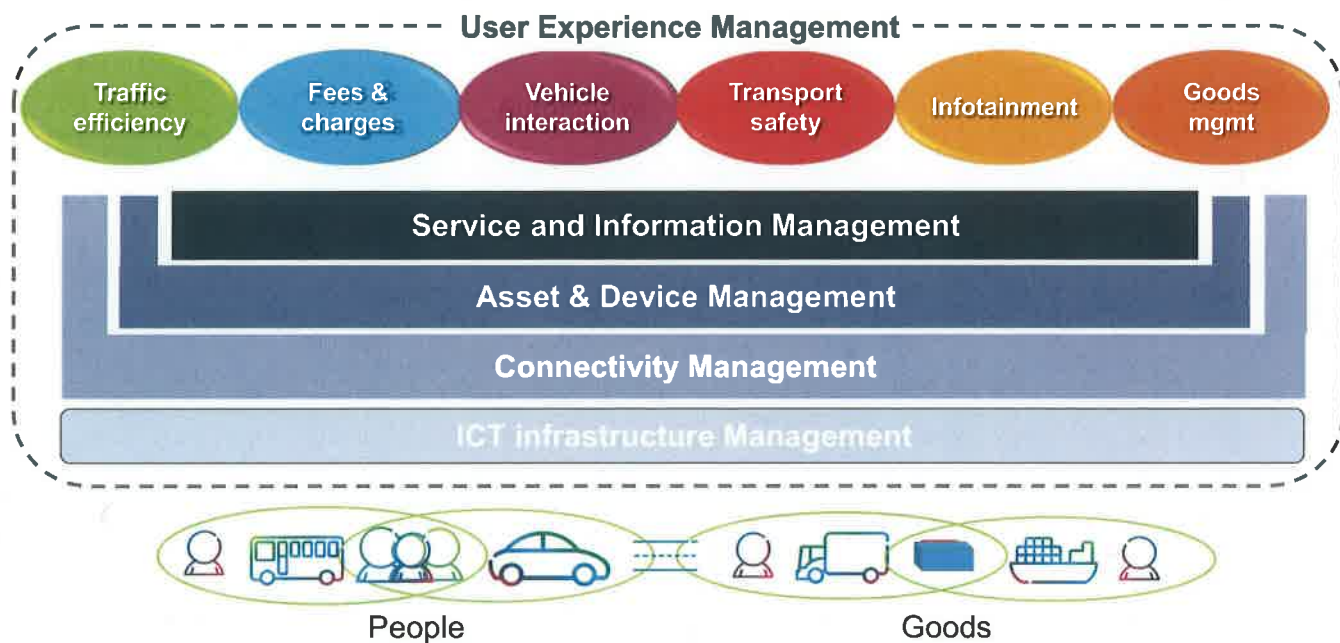 User Experience Management
Traffic
efficiency
Fees &
charges
Vehicle
interaction
Transport
safety
Infotainment
Goods
mgmt
Service and Information Management
Asset & Device Management
Connectivity Management
ICT infrastructure Management
People
Goods